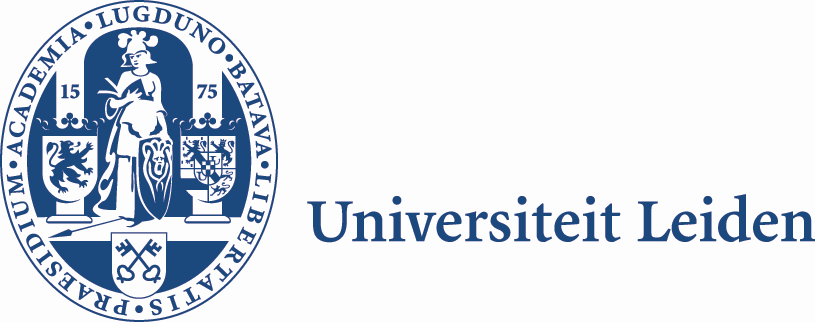 ACADEMIA • LUGDUNO • BATAVA • LIBERTATIS • PRAESIDIUM •
15 75
Universiteit Leiden